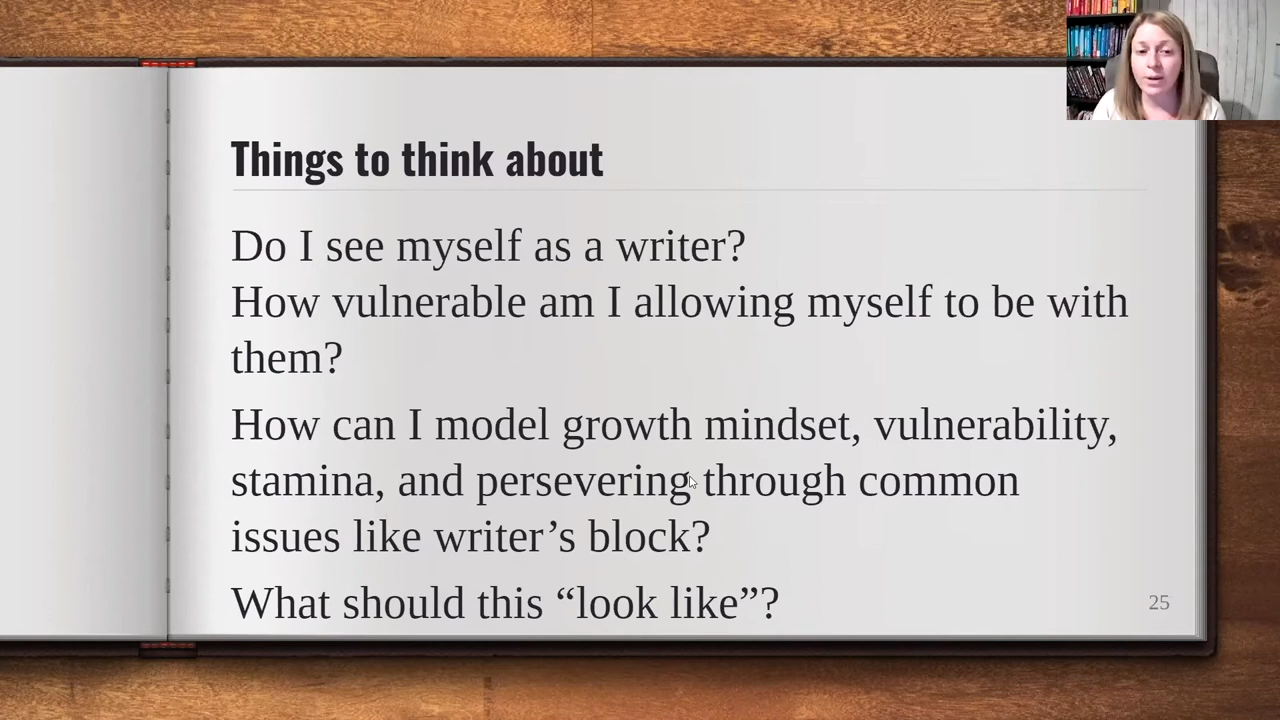 Things to think about
Do I see myself as a writer?
How vulnerable am I allowing myself to be with
them?
How can I model growth mindset, vulnerability,
stamina, and persevering through common
issues like writer’s block?
What should this “look like”?
25